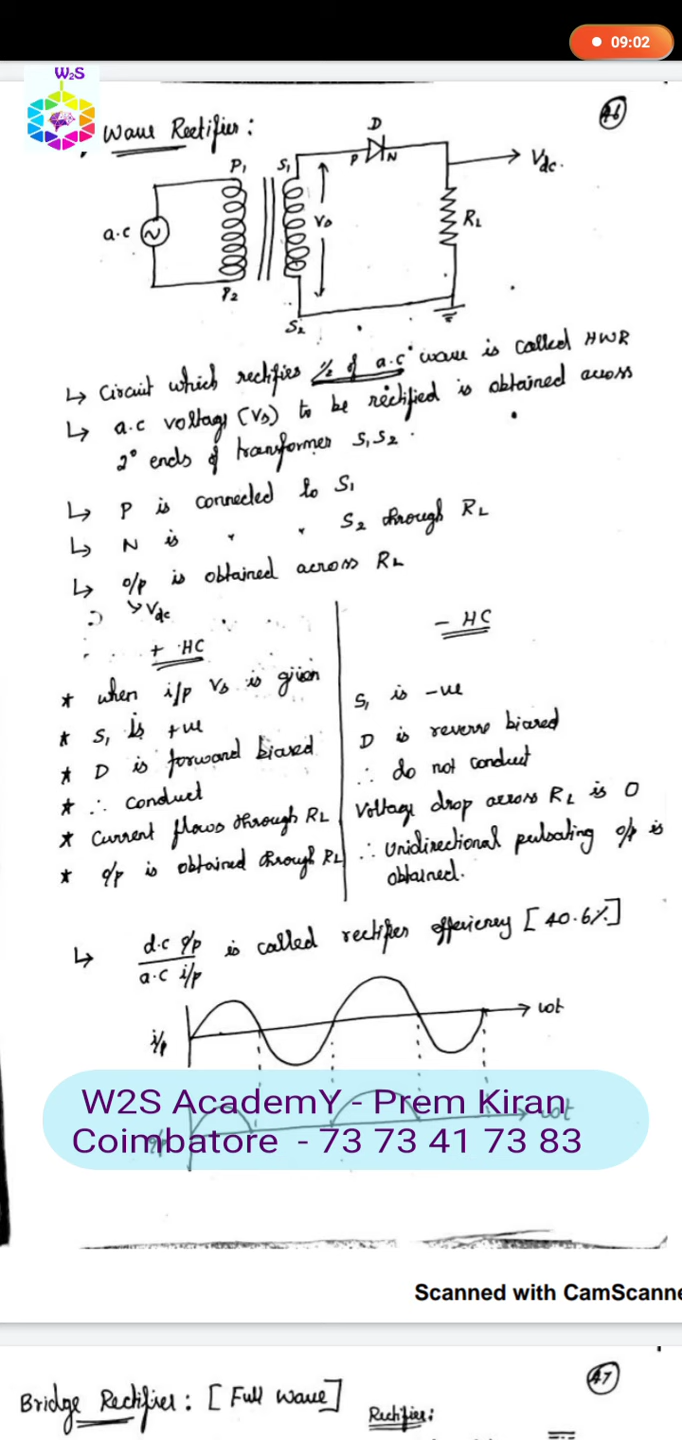 09:02
W₂S
Wave Rectifier:
46
D
P N
Vdc.
P₁ S₁
a.c
Vs
RL
P₂
S₂
↳ Circuit which rectifies ½ of a.c wave is called HWR
↳ a.c voltage (Vs) to be rectified is obtained across
2° ends of transformer S₁S₂.
↳ P is connected to S₁
↳ N is " " S₂ through RL
↳ o/p is obtained across RL
↳ Vdc
+ HC
* when i/p Vs is given
* S₁ is +ve
* D is forward biased
* ∴ conduct
* Current flows through RL
* o/p is obtained through RL
- HC
S₁ is -ve
D is reverse biased
∴ do not conduct
Voltage drop across RL is 0
∴ Unidirectional pulsating o/p is
obtained.
↳ d.c o/p / a.c i/p is called rectifier efficiency [40.6%]
i/p
ωt
ωt
W2S AcademY - Prem Kiran
Coimbatore - 73 73 41 73 83
Scanned with CamScanne
47
Bridge Rectifier: [Full wave]
Rectifier: